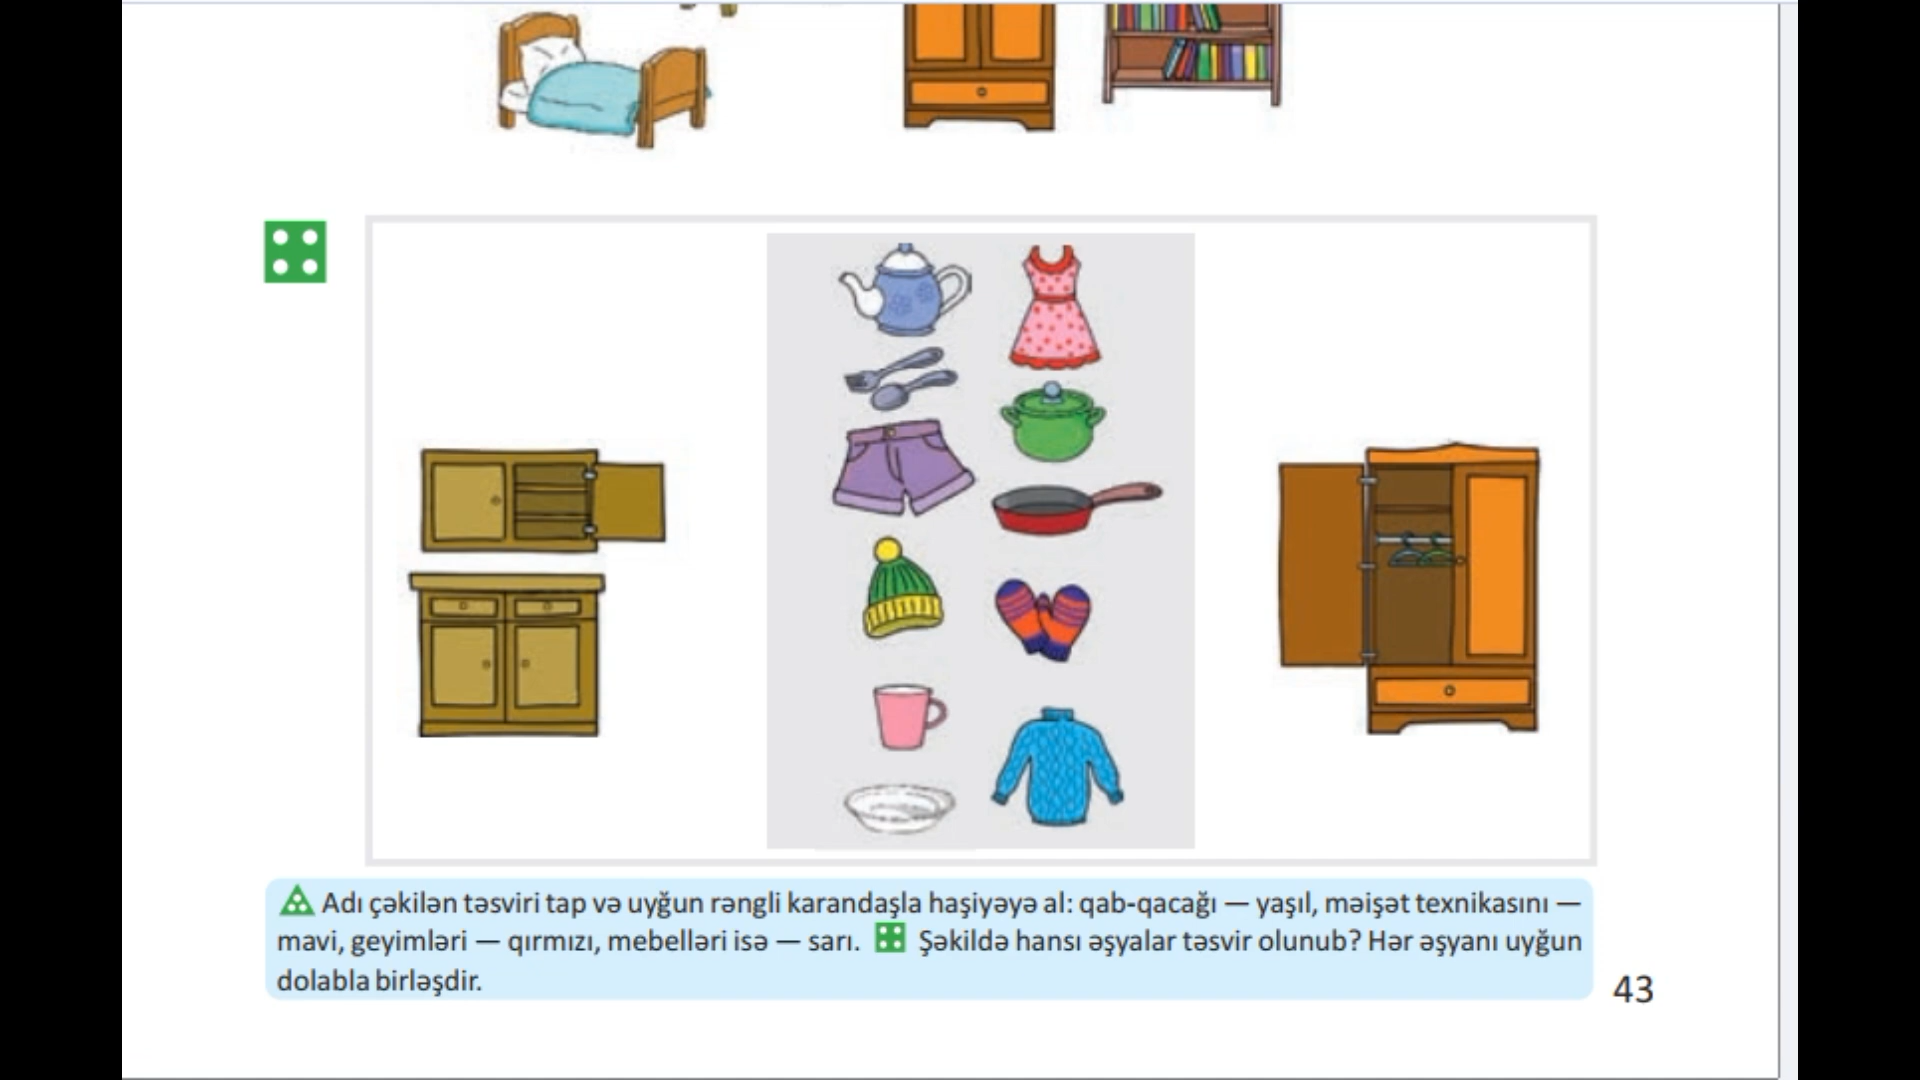 Adı çəkilən təsviri tap və uyğun rəngli karandaşla haşiyəyə al: qab-qacağı — yaşıl, məişət texnikasını —
mavi, geyimləri — qırmızı, mebelləri isə — sarı. Şəkildə hansı əşyalar təsvir olunub? Hər əşyanı uyğun
dolabla birləşdir.
43